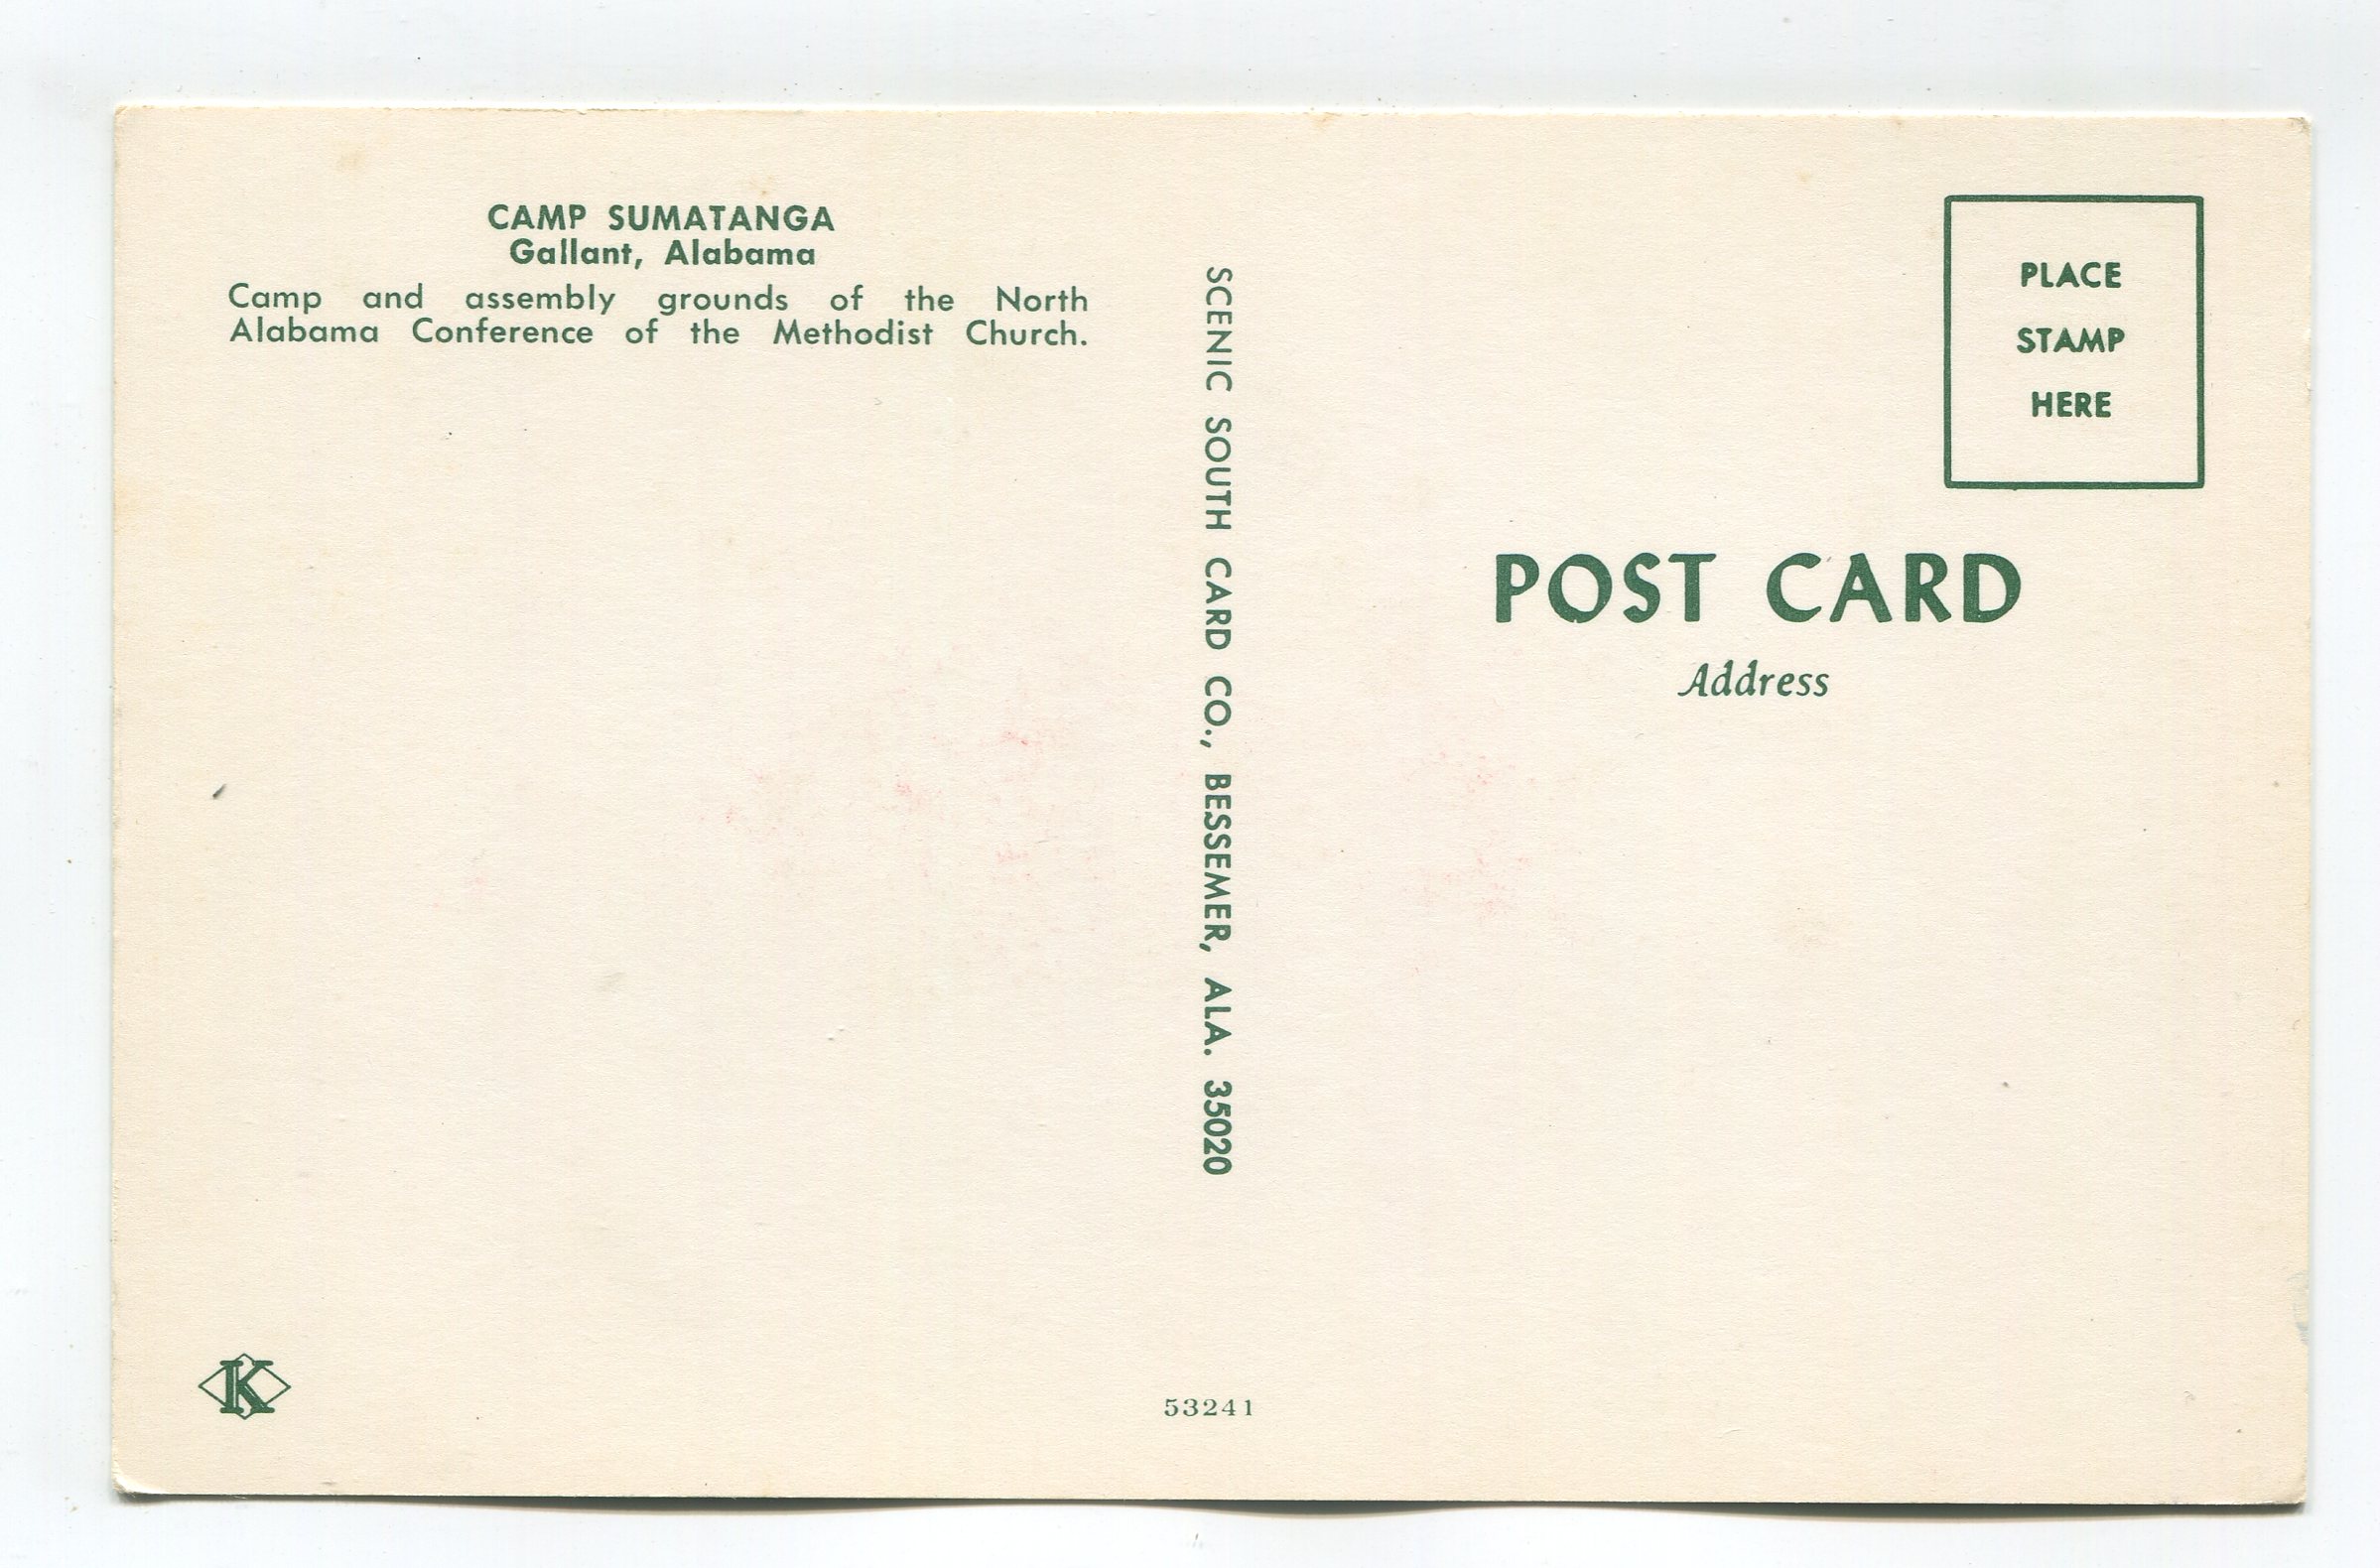 CAMP SUMATANGA
Gallant, Alabama
Camp and assembly grounds of the North
Alabama Conference of the Methodist Church.
SCENIC SOUTH CARD CO., BESSEMER, ALA. 35020
PLACE
STAMP
HERE
POST CARD
Address
K
53241